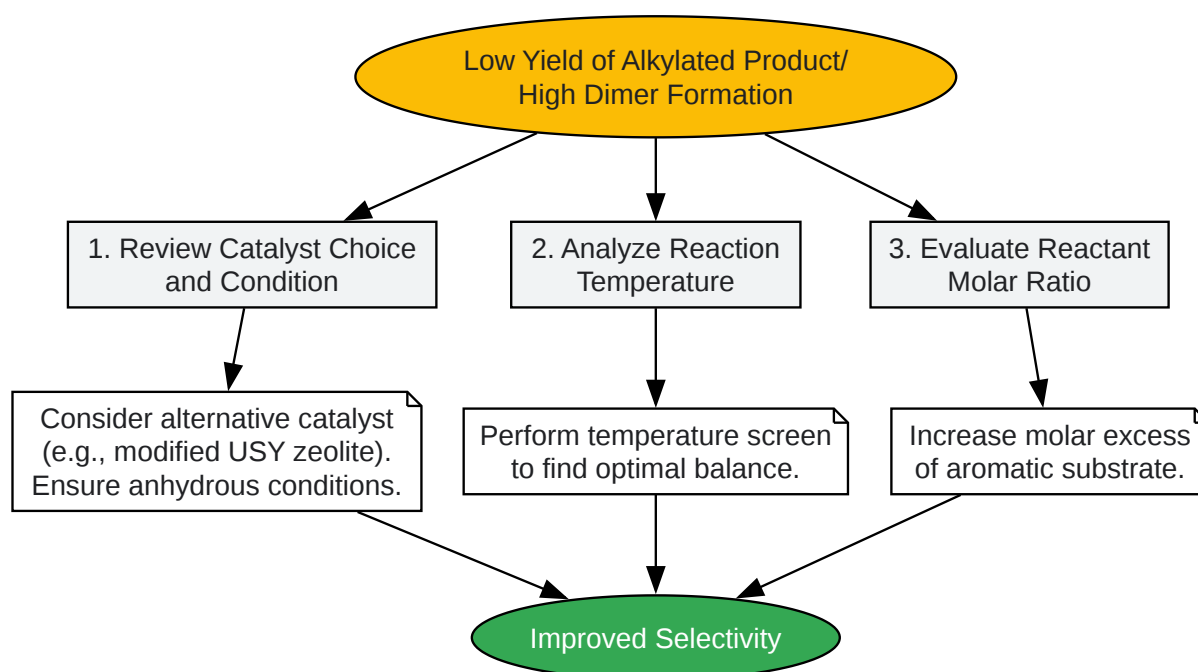 Low Yield of Alkylated Product/
High Dimer Formation
1. Review Catalyst Choice
and Condition
2. Analyze Reaction
Temperature
3. Evaluate Reactant
Molar Ratio
Consider alternative catalyst
(e.g., modified USY zeolite).
Ensure anhydrous conditions.
Perform temperature screen
to find optimal balance.
Increase molar excess
of aromatic substrate.
Improved Selectivity